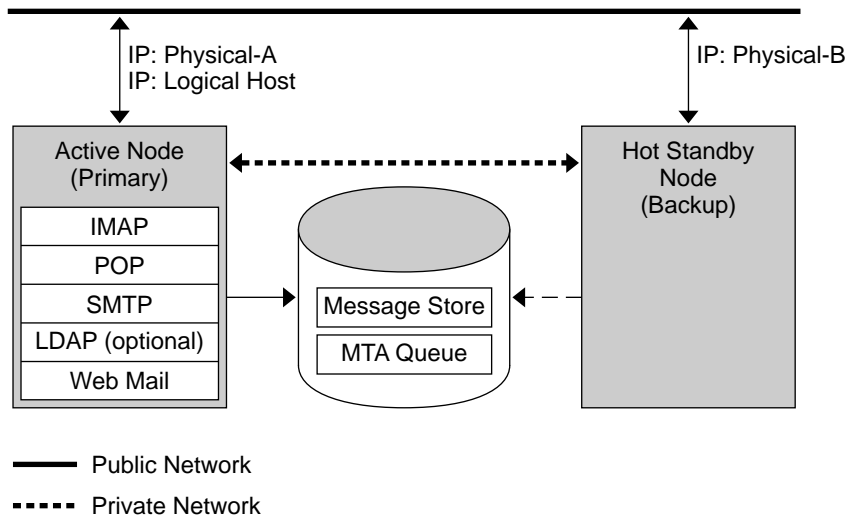 IP: Physical-A
IP: Logical Host
IP: Physical-B
Active Node
(Primary)
IMAP
POP
SMTP
LDAP (optional)
Web Mail
Message Store
MTA Queue
Hot Standby
Node
(Backup)
Public Network
Private Network